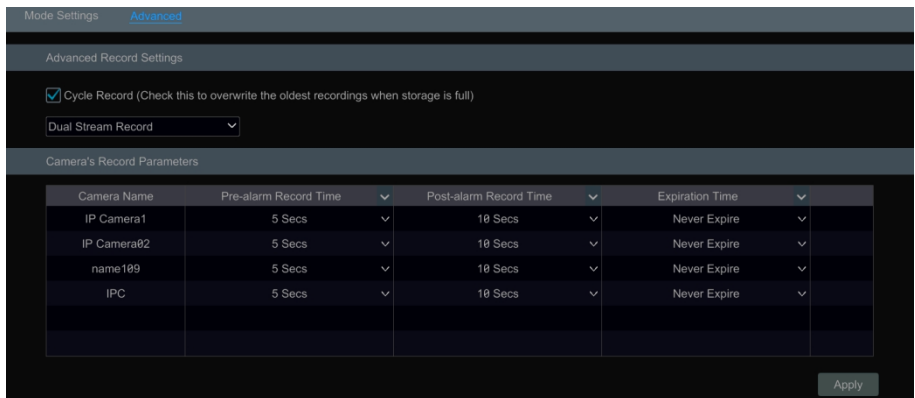 Mode Settings Advanced
Advanced Record Settings
Cycle Record (Check this to overwrite the oldest recordings when storage is full)
Dual Stream Record
Camera's Record Parameters
Camera Name Pre-alarm Record Time Post-alarm Record Time Expiration Time
IP Camera1 5 Secs 10 Secs Never Expire
IP Camera02 5 Secs 10 Secs Never Expire
name109 5 Secs 10 Secs Never Expire
IPC 5 Secs 10 Secs Never Expire
Apply